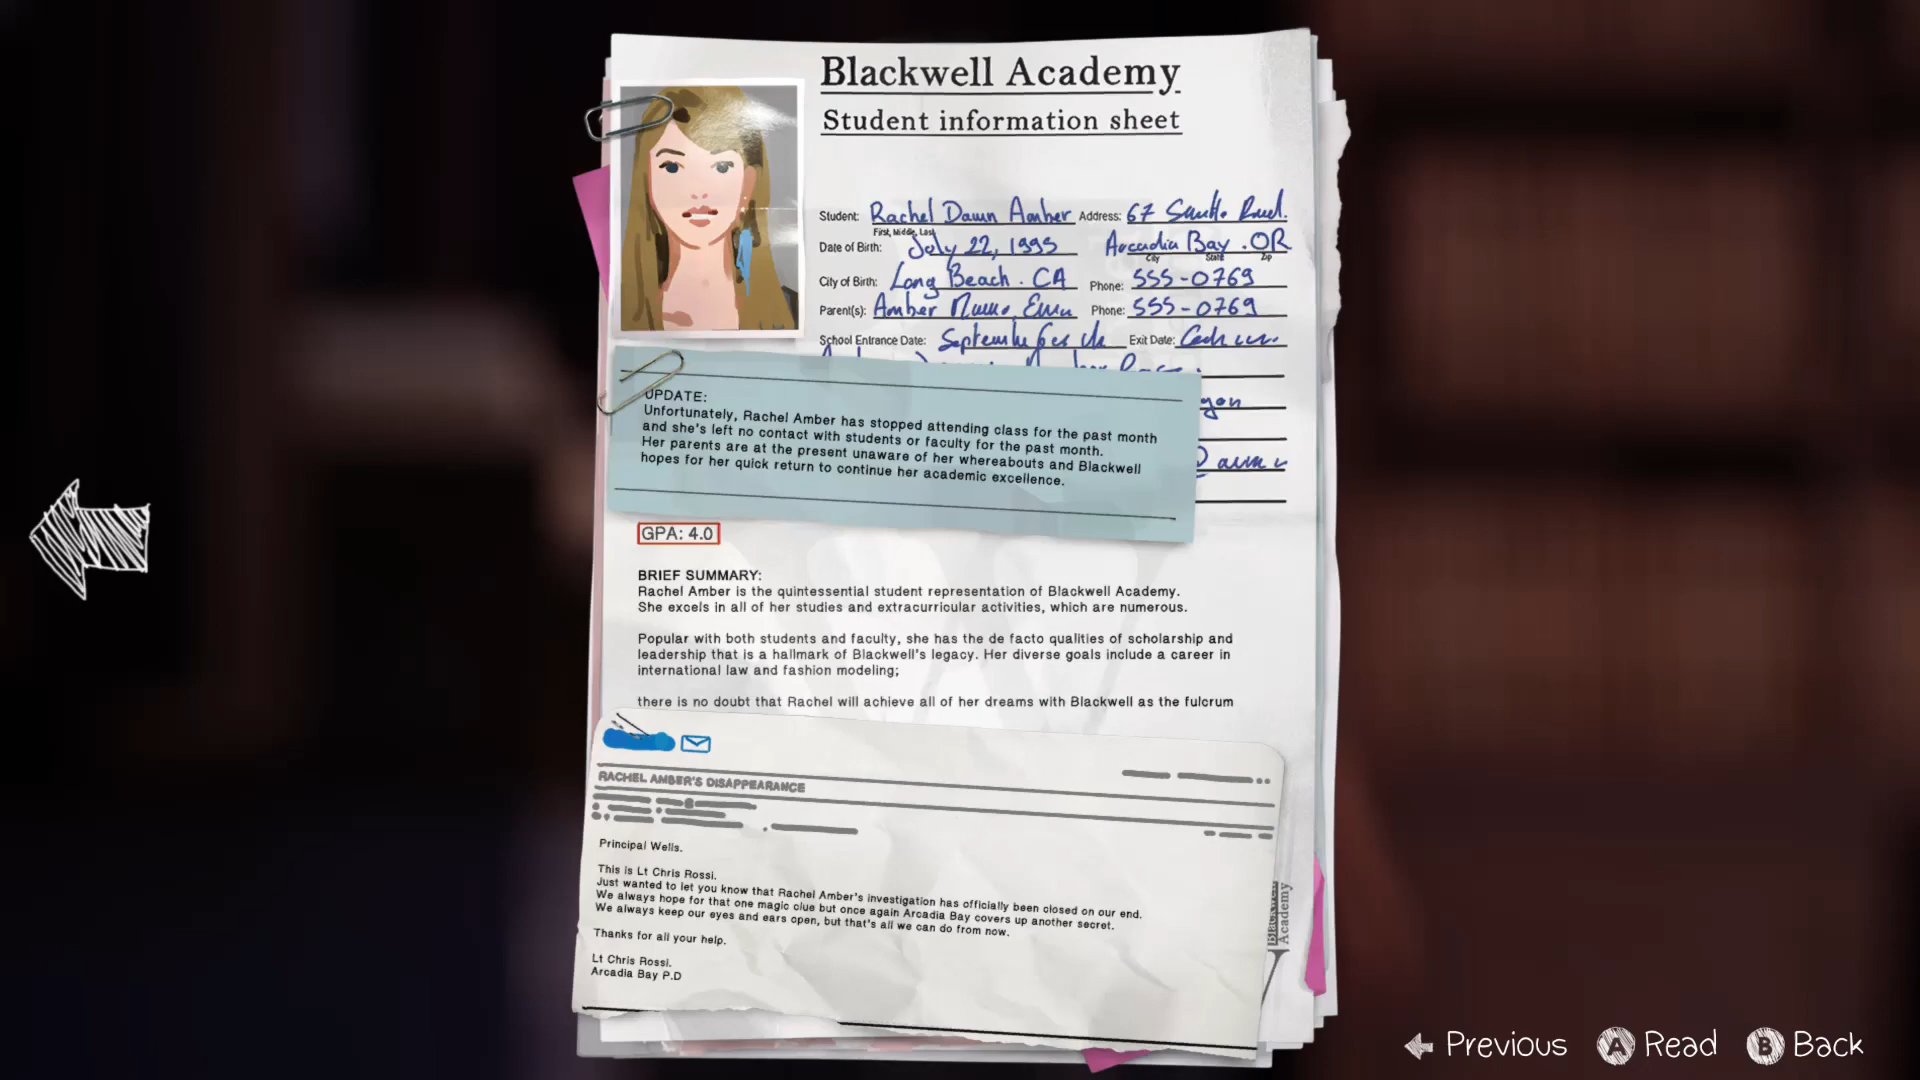 Blackwell Academy
Student information sheet
Student: Rachel Dawn Amber Address: 67
First, Middle, Last
Date of Birth: July 22, 1995 Arcadia Bay . OR
City State Zip
City of Birth: Long Beach . CA Phone: 555-0769
Parent(s): Amber Phone: 555-0769
School Entrance Date: Exit Date:
UPDATE:
Unfortunately, Rachel Amber has stopped attending class for the past month
and she's left no contact with students or faculty for the past month.
Her parents are at the present unaware of her whereabouts and Blackwell
hopes for her quick return to continue her academic excellence.
GPA: 4.0
BRIEF SUMMARY:
Rachel Amber is the quintessential student representation of Blackwell Academy.
She excels in all of her studies and extracurricular activities, which are numerous.
Popular with both students and faculty, she has the de facto qualities of scholarship and
leadership that is a hallmark of Blackwell's legacy. Her diverse goals include a career in
international law and fashion modeling;
there is no doubt that Rachel will achieve all of her dreams with Blackwell as the fulcrum
RACHEL AMBER'S DISAPPEARANCE
Principal Wells.
This is Lt Chris Rossi.
Just wanted to let you know that Rachel Amber's investigation has officially been closed on our end.
We always hope for that one magic clue but once again Arcadia Bay covers up another secret.
We always keep our eyes and ears open, but that's all we can do from now.
Thanks for all your help.
Lt Chris Rossi.
Arcadia Bay P.D
Blackwell
Academy
Previous A Read B Back